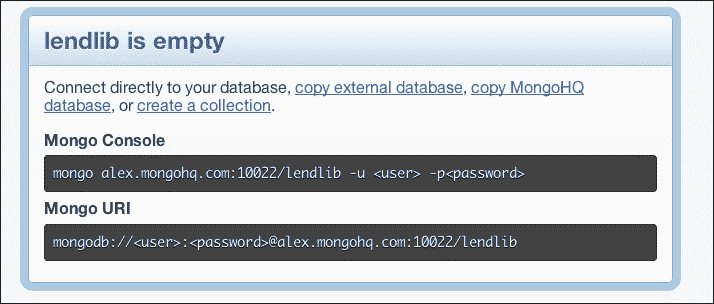 lendlib is empty
Connect directly to your database, copy external database, copy MongoHQ
database, or create a collection.
Mongo Console
mongo alex.mongohq.com:10022/lendlib -u <user> -p<password>
Mongo URI
mongodb://<user>:<password>@alex.mongohq.com:10022/lendlib